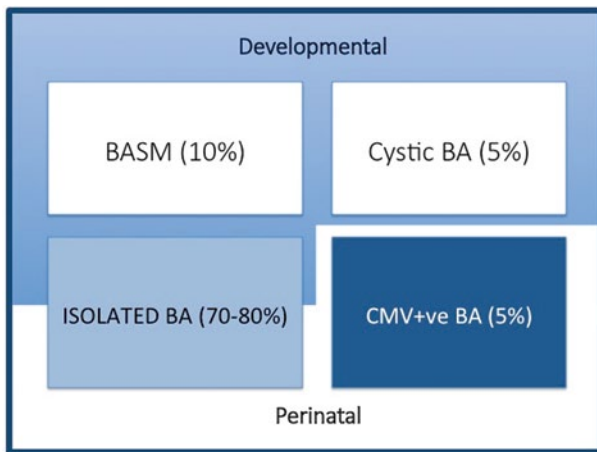 Developmental
BASM (10%)
Cystic BA (5%)
ISOLATED BA (70-80%)
CMV+ve BA (5%)
Perinatal